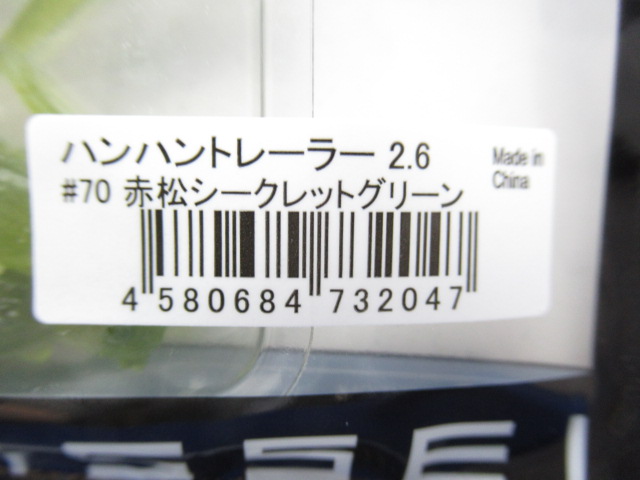 ハンハントレーラー 2.6
Made in
China
#70 赤松シークレットグリーン
4 580684 732047